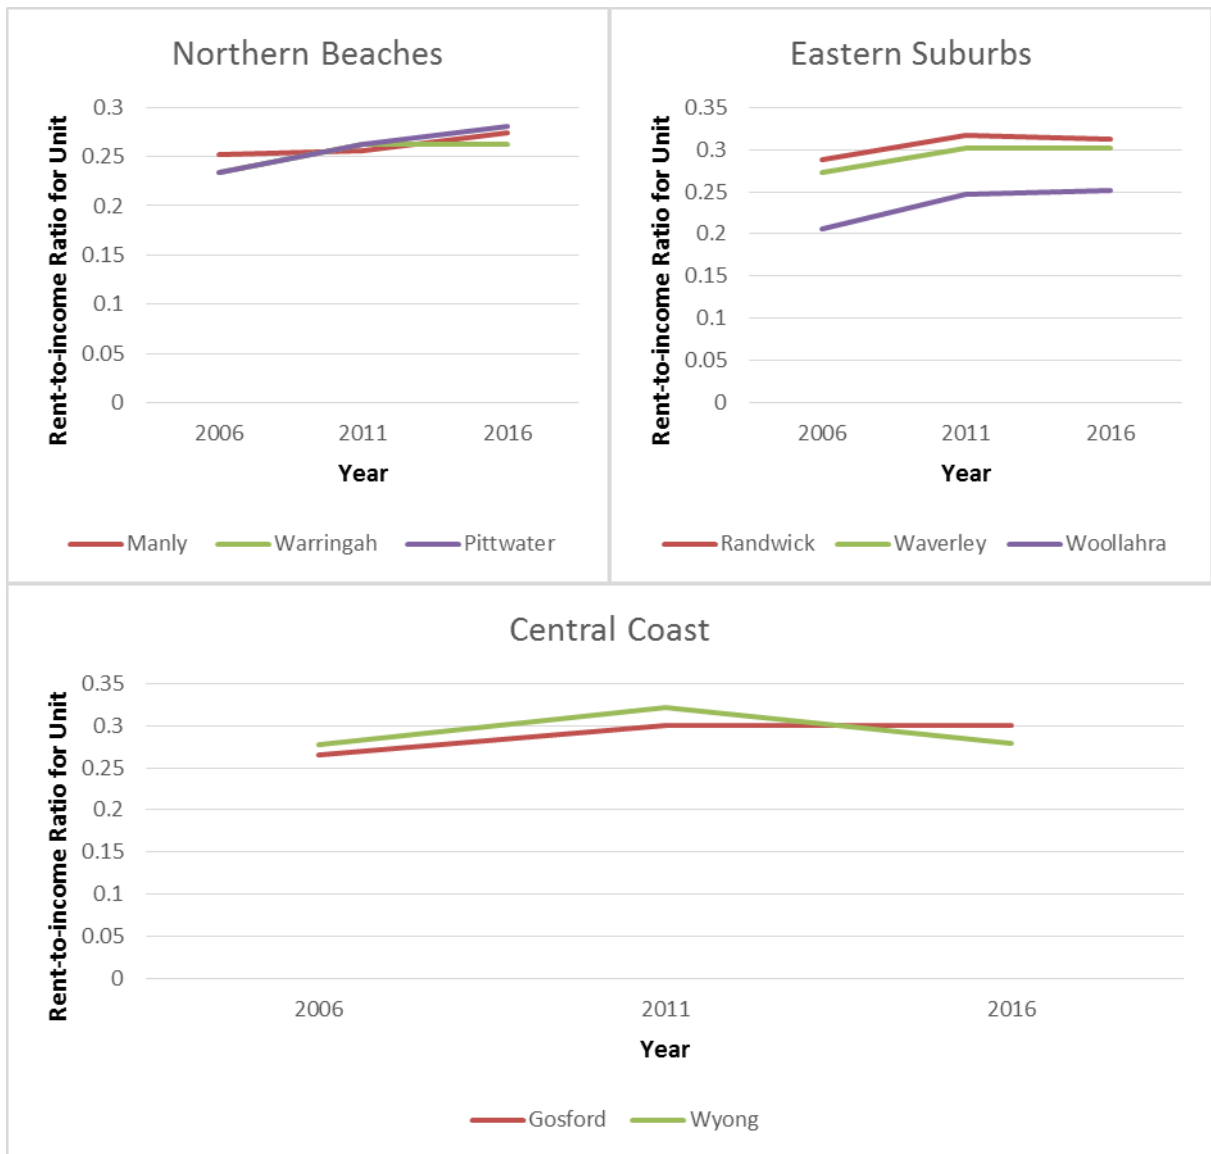 Northern Beaches
Rent-to-income Ratio for Unit
0.3
0.25
0.2
0.15
0.1
0.05
0
2006 2011 2016
Year
Manly Warringah Pittwater
Eastern Suburbs
Rent-to-income Ratio for Unit
0.35
0.3
0.25
0.2
0.15
0.1
0.05
0
2006 2011 2016
Year
Randwick Waverley Woollahra
Central Coast
Rent-to-income Ratio for Unit
0.35
0.3
0.25
0.2
0.15
0.1
0.05
0
2006 2011 2016
Year
Gosford Wyong